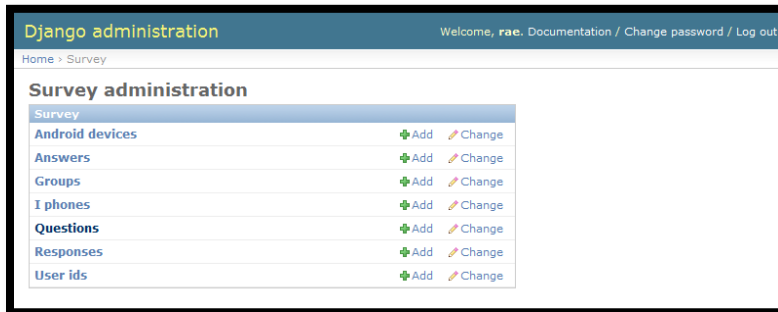 Django administration
Welcome, rae. Documentation / Change password / Log out
Home › Survey
Survey administration
Survey
Android devices Add Change
Answers Add Change
Groups Add Change
I phones Add Change
Questions Add Change
Responses Add Change
User ids Add Change